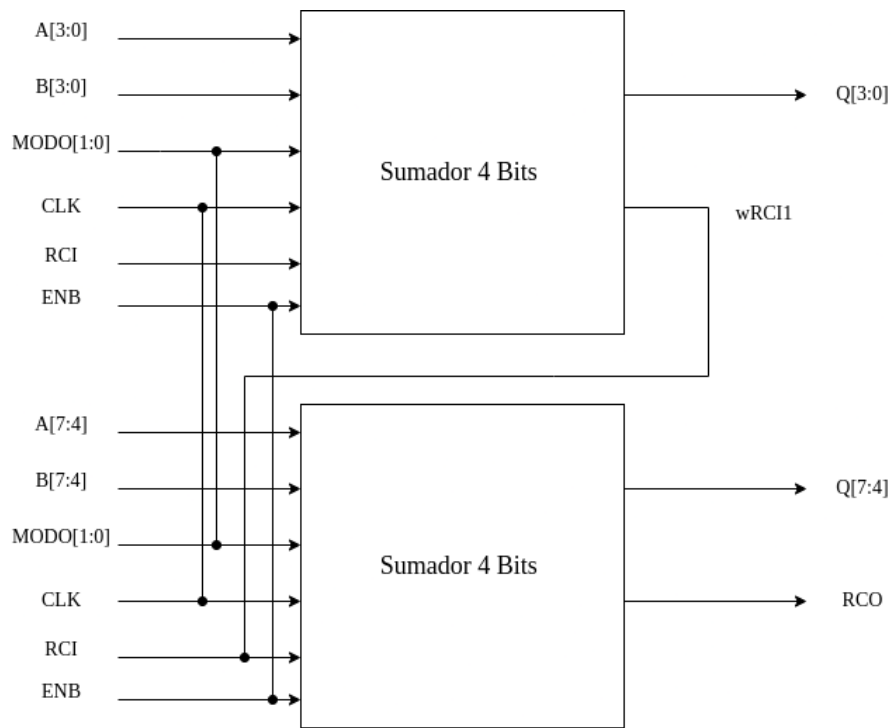 A[3:0]
B[3:0]
MODO[1:0]
CLK
RCI
ENB
Sumador 4 Bits
Q[3:0]
wRCI1
A[7:4]
B[7:4]
MODO[1:0]
CLK
RCI
ENB
Sumador 4 Bits
Q[7:4]
RCO